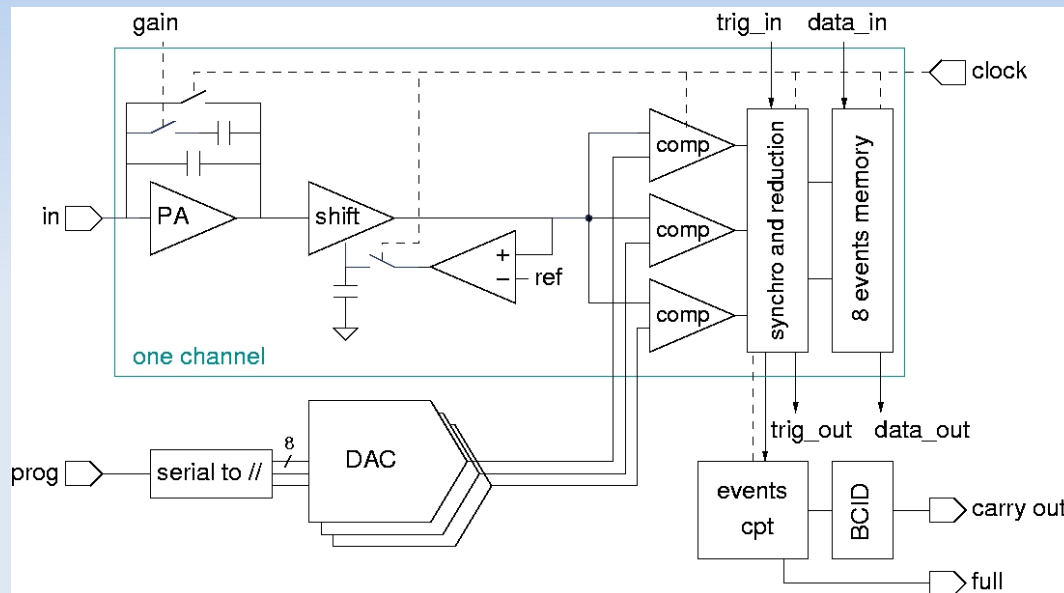 gain
trig_in
data_in
clock
comp
in
PA
shift
+
−
ref
comp
comp
synchro and reduction
8 events memory
one channel
trig_out
data_out
prog
serial to //
8
DAC
events
cpt
BCID
carry out
full